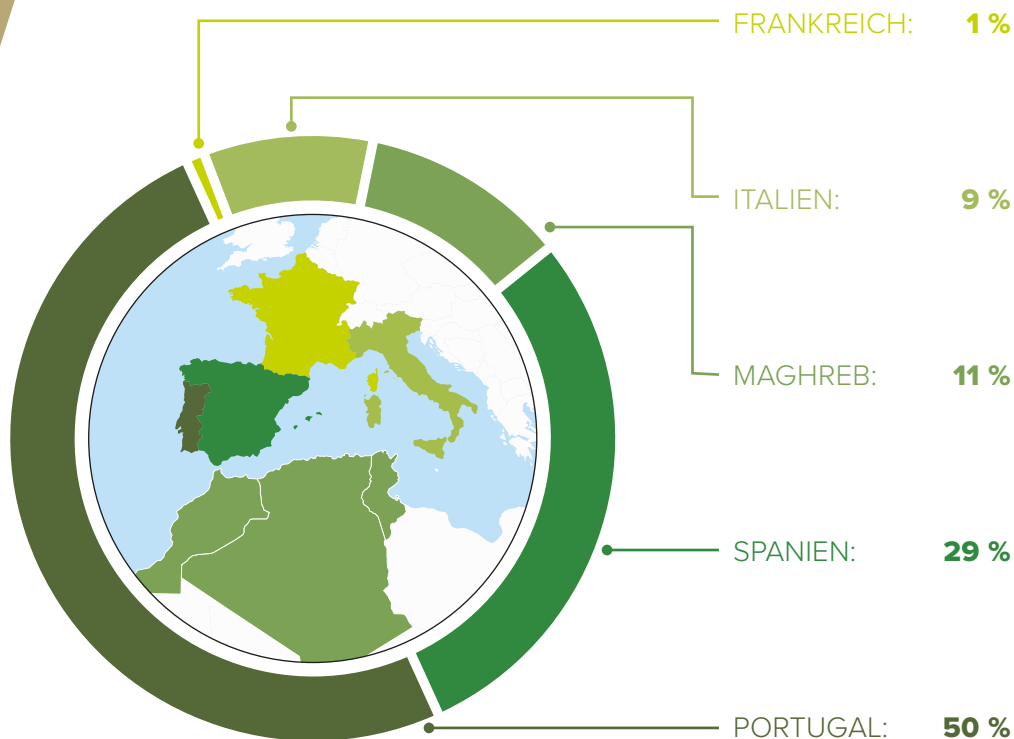 FRANKREICH: 1 %
ITALIEN: 9 %
MAGHREB: 11 %
SPANIEN: 29 %
PORTUGAL: 50 %